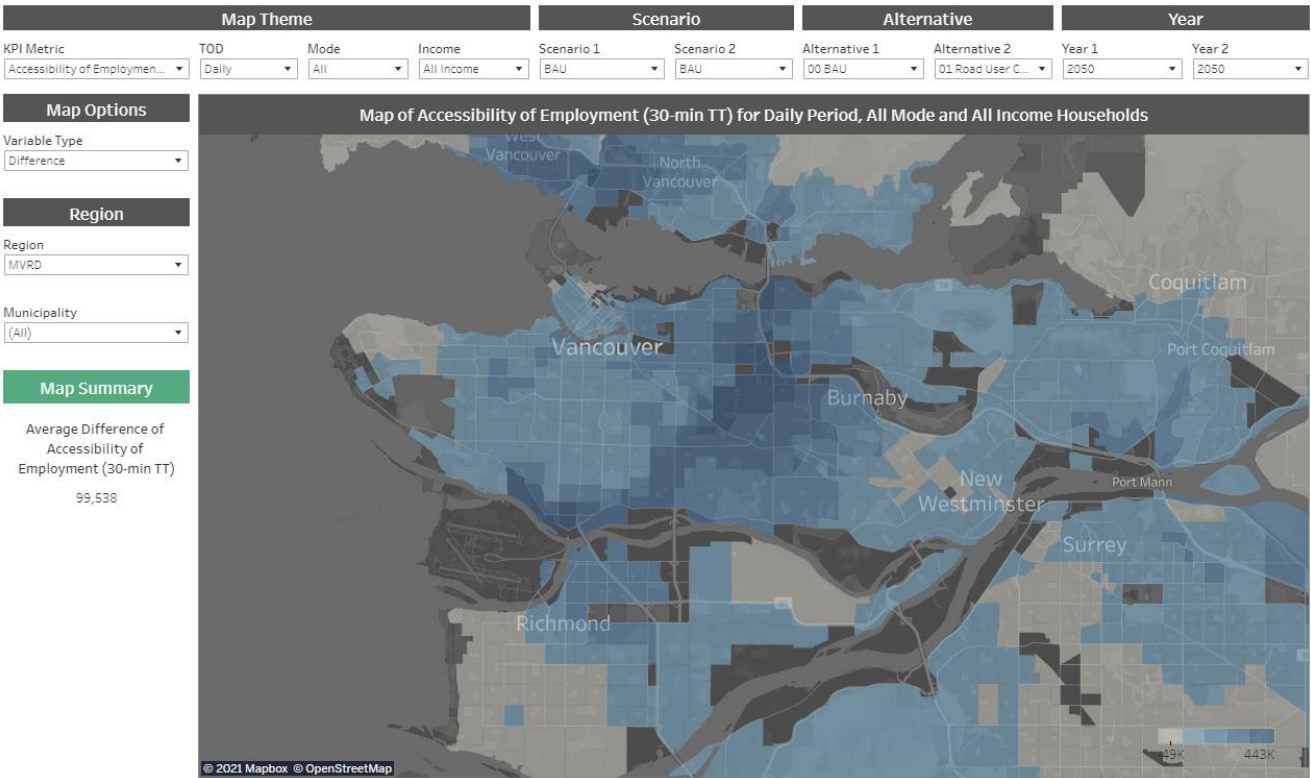 Map Theme
Scenario
Alternative
Year
KPI Metric
TOD
Mode
Income
Scenario 1
Scenario 2
Alternative 1
Alternative 2
Year 1
Year 2
Accessibility of Employmen...
Daily
All
All Income
BAU
BAU
00 BAU
01 Road User C...
2050
2050
Map Options
Map of Accessibility of Employment (30-min TT) for Daily Period, All Mode and All Income Households
Variable Type
Difference
Region
Region
MVRD
Municipality
(All)
Map Summary
Average Difference of
Accessibility of
Employment (30-min TT)
99,538
West
Vancouver
North
Vancouver
Coquitlam
7A
Vancouver
Port Coquitlam
Burnaby
New
Westminster
Port Mann
Surrey
Richmond
49K
443K
© 2021 Mapbox © OpenStreetMap